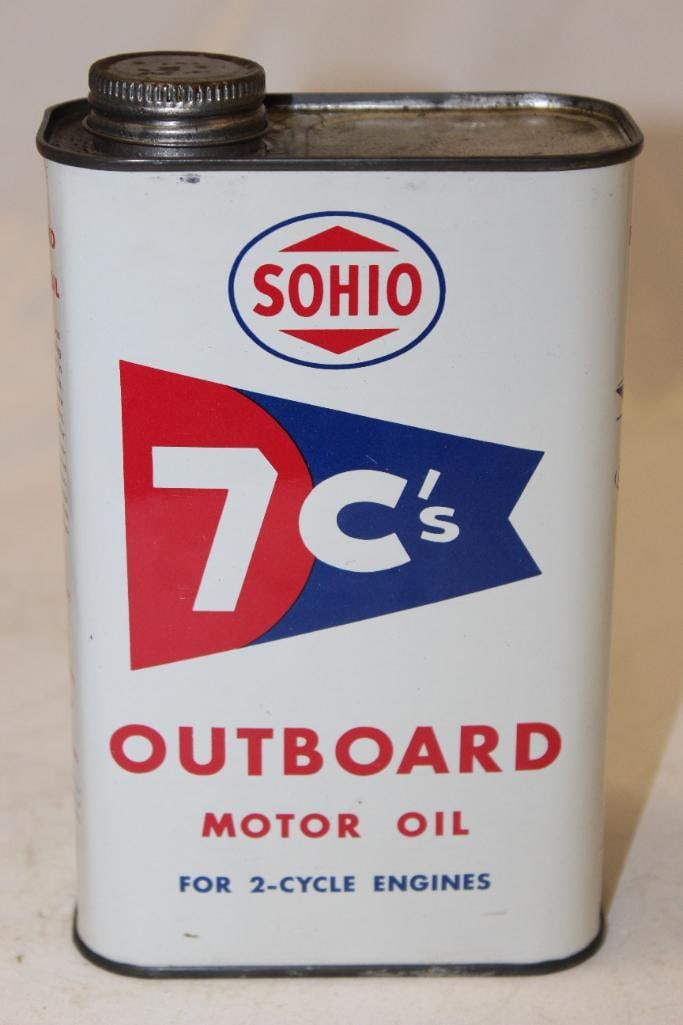 SOHIO
7C's
OUTBOARD
MOTOR OIL
FOR 2-CYCLE ENGINES